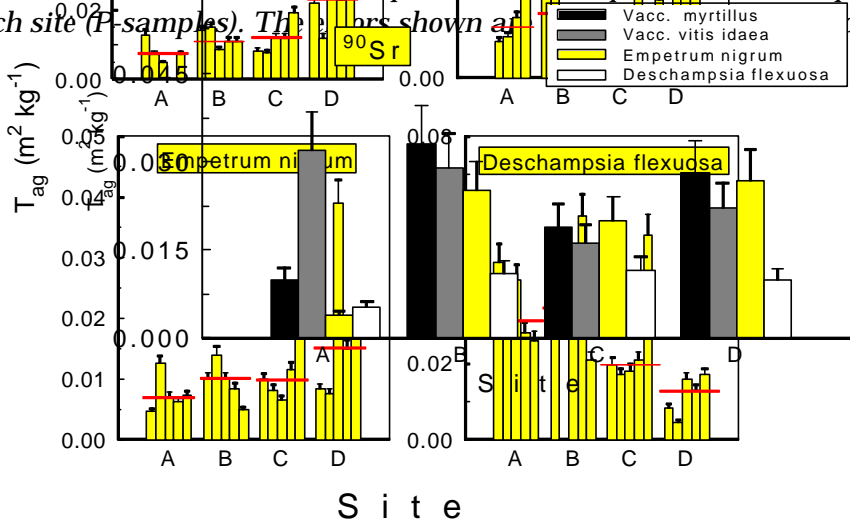 ch site (P-samples). The
rs shown a
0.02
0.00
A B C D
0.00
A B C D
90Sr
Vacc. myrtillus
Vacc. vitis idaea
Empetrum nigrum
Deschampsia flexuosa
Tag (m2 kg-1)
Tag (m2 kg-1)
0.045
0.030
0.015
0.000
A B C D
Site
0.05
0.04
0.03
0.02
0.01
0.00
Empetrum nigrum
A B C D
0.08
0.02
0.00
Deschampsia flexuosa
A B C D
Site